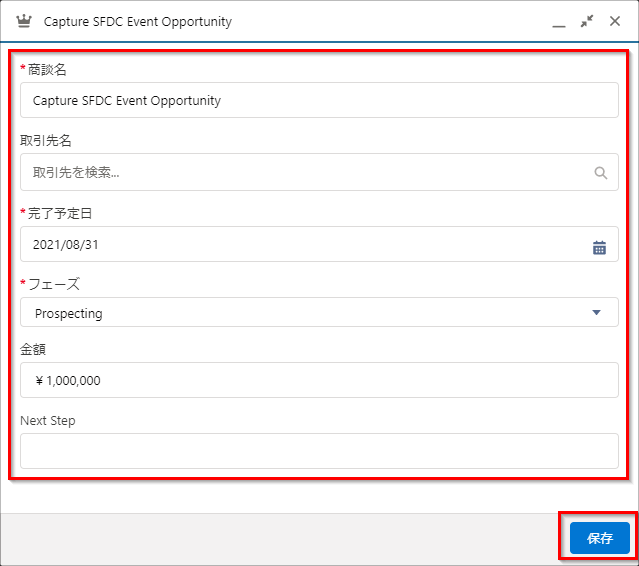 Capture SFDC Event Opportunity
*商談名
Capture SFDC Event Opportunity
取引先名
取引先を検索...
*完了予定日
2021/08/31
*フェーズ
Prospecting
金額
￥1,000,000
Next Step
保存